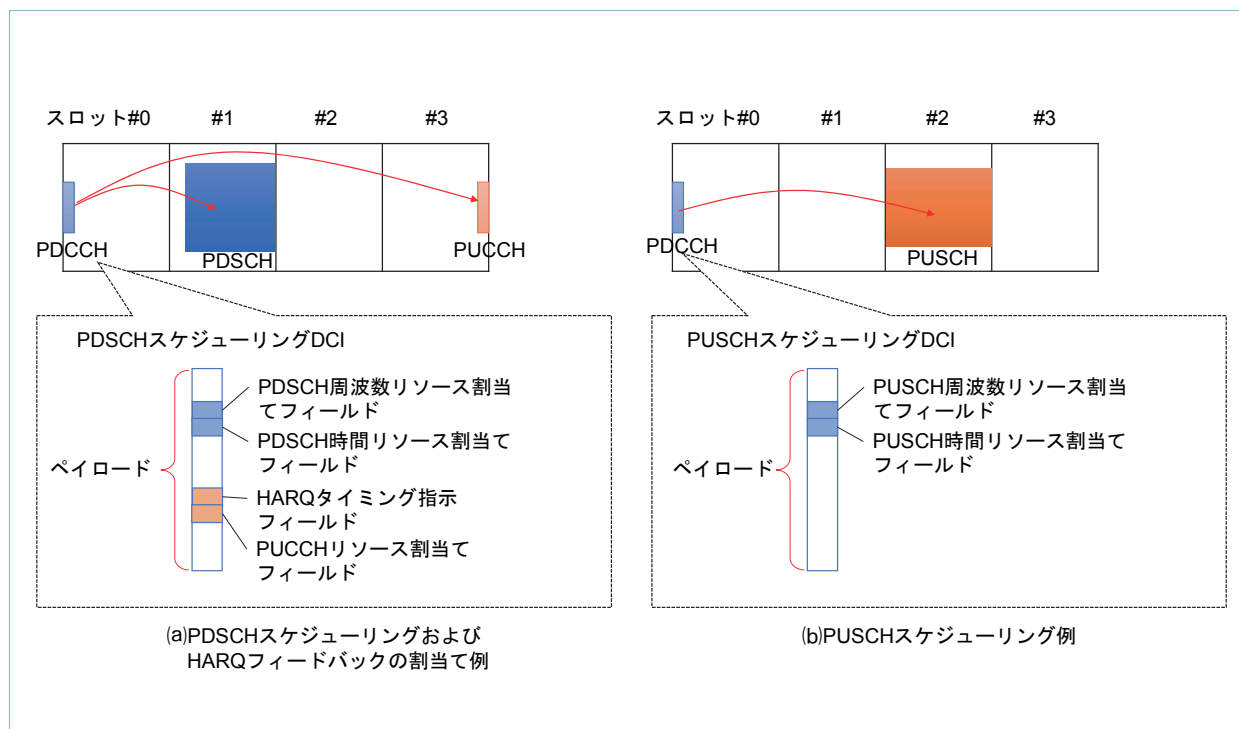 スロット#0 #1 #2 #3
PDCCH
PDSCH
PUCCH
PDSCHスケジューリングDCI
ペイロード
PDSCH周波数リソース割当
てフィールド
PDSCH時間リソース割当て
フィールド
HARQタイミング指示
フィールド
PUCCHリソース割当て
フィールド
(a)PDSCHスケジューリングおよび
HARQフィードバックの割当て例
スロット#0 #1 #2 #3
PDCCH
PUSCH
PUSCHスケジューリングDCI
ペイロード
PUSCH周波数リソース割当
てフィールド
PUSCH時間リソース割当て
フィールド
(b)PUSCHスケジューリング例